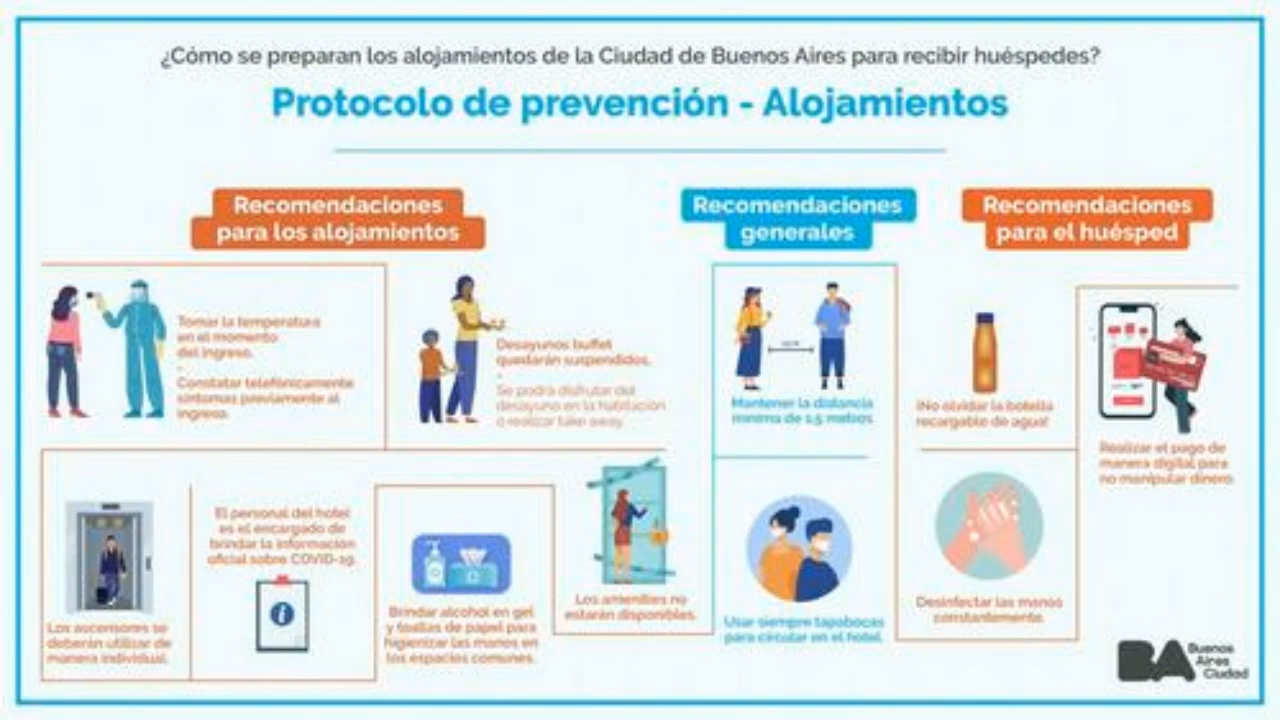 ¿Cómo se preparan los alojamientos de la Ciudad de Buenos Aires para recibir huéspedes?
Protocolo de prevención - Alojamientos
Recomendaciones
para los alojamientos
Tomar la temperatura
en el momento
del ingreso.
-
Constatar telefónicamente
síntomas previamente al
ingreso.
Desayunos buffet
quedarán suspendidos.
-
Se podrá disfrutar del
desayuno en la habitación
o realizar take away.
Los ascensores se
deberán utilizar de
manera individual.
El personal del hotel
es el encargado de
brindar la información
oficial sobre COVID-19.
Brindar alcohol en gel
y toallas de papel para
higienizar las manos en
los espacios comunes.
Los amenities no
estarán disponibles.
Recomendaciones
generales
Mantener la distancia
mínima de 1.5 metros
Usar siempre tapabocas
para circular en el hotel.
Recomendaciones
para el huésped
¡No olvidar la botella
recargable de agua!
Desinfectar las manos
constantemente.
Realizar el pago de
manera digital para
no manipular dinero.
BA Buenos
Aires
Ciudad